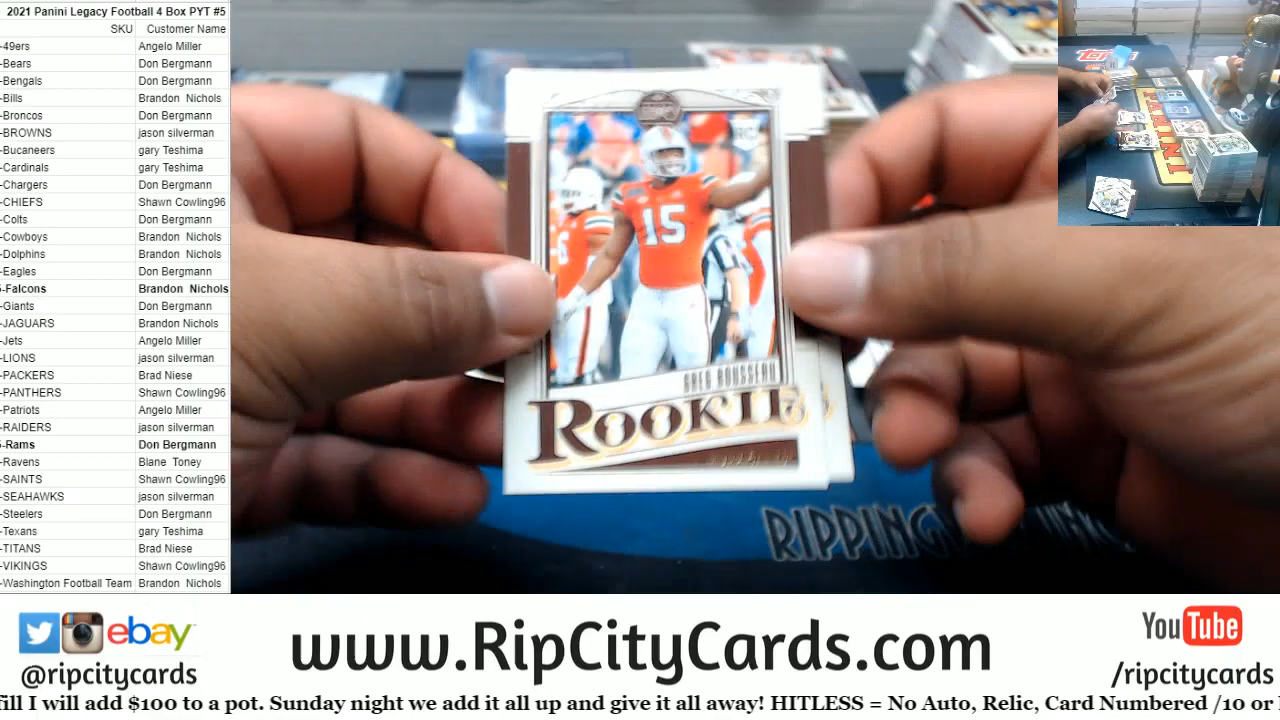 2021 Panini Legacy Football 4 Box PYT #5
SKU Customer Name
-49ers Angelo Miller
-Bears Don Bergmann
-Bengals Don Bergmann
-Bills Brandon Nichols
-Broncos Don Bergmann
-BROWNS jason silverman
-Bucaneers gary Teshima
-Cardinals gary Teshima
-Chargers Don Bergmann
-CHIEFS Shawn Cowling96
-Colts Don Bergmann
-Cowboys Brandon Nichols
-Dolphins Brandon Nichols
-Eagles Don Bergmann
-Falcons Brandon Nichols
-Giants Don Bergmann
-JAGUARS Brandon Nichols
-Jets Angelo Miller
-LIONS jason silverman
-PACKERS Brad Niese
-PANTHERS Shawn Cowling96
-Patriots Angelo Miller
-RAIDERS jason silverman
-Rams Don Bergmann
-Ravens Blane Toney
-SAINTS Shawn Cowling96
-SEAHAWKS jason silverman
-Steelers Don Bergmann
-Texans gary Teshima
-TITANS Brad Niese
-VIKINGS Shawn Cowling96
-Washington Football Team Brandon Nichols
15
GREG ROUSSEAU
ROOKIE
RIPPING
PANINI
ebay
@ripcitycards
www.RipCityCards.com
YouTube
/ripcitycards
fill I will add $100 to a pot. Sunday night we add it all up and give it all away! HITLESS = No Auto, Relic, Card Numbered /10 or